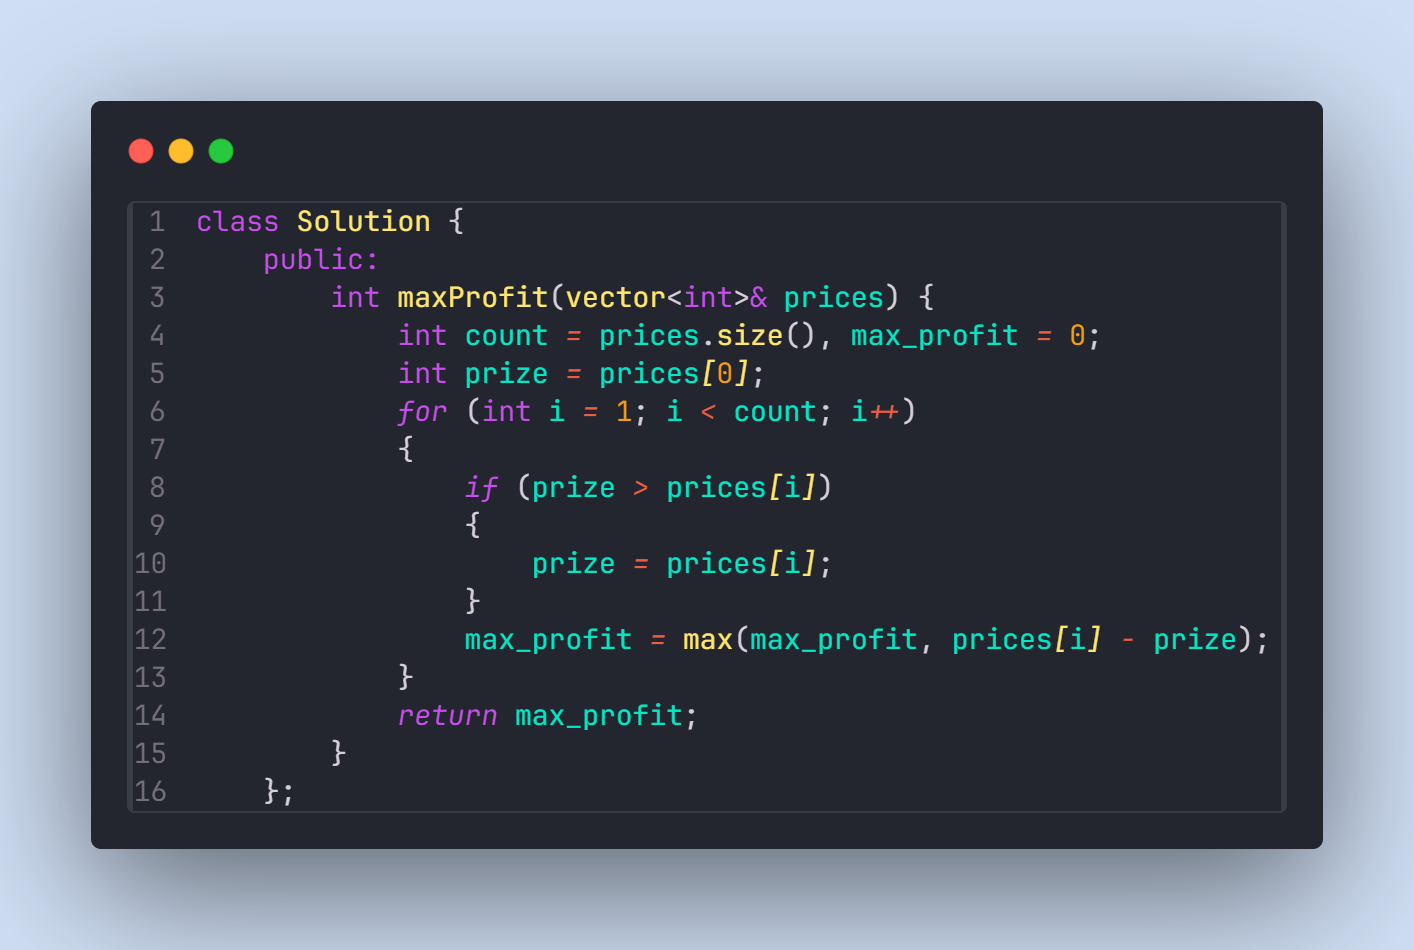 1 class Solution {
2     public:
3         int maxProfit(vector<int>& prices) {
4             int count = prices.size(), max_profit = 0;
5             int prize = prices[0];
6             for (int i = 1; i < count; i++)
7             {
8                 if (prize > prices[i])
9                 {
10                     prize = prices[i];
11                 }
12                 max_profit = max(max_profit, prices[i] - prize);
13             }
14             return max_profit;
15         }
16     };